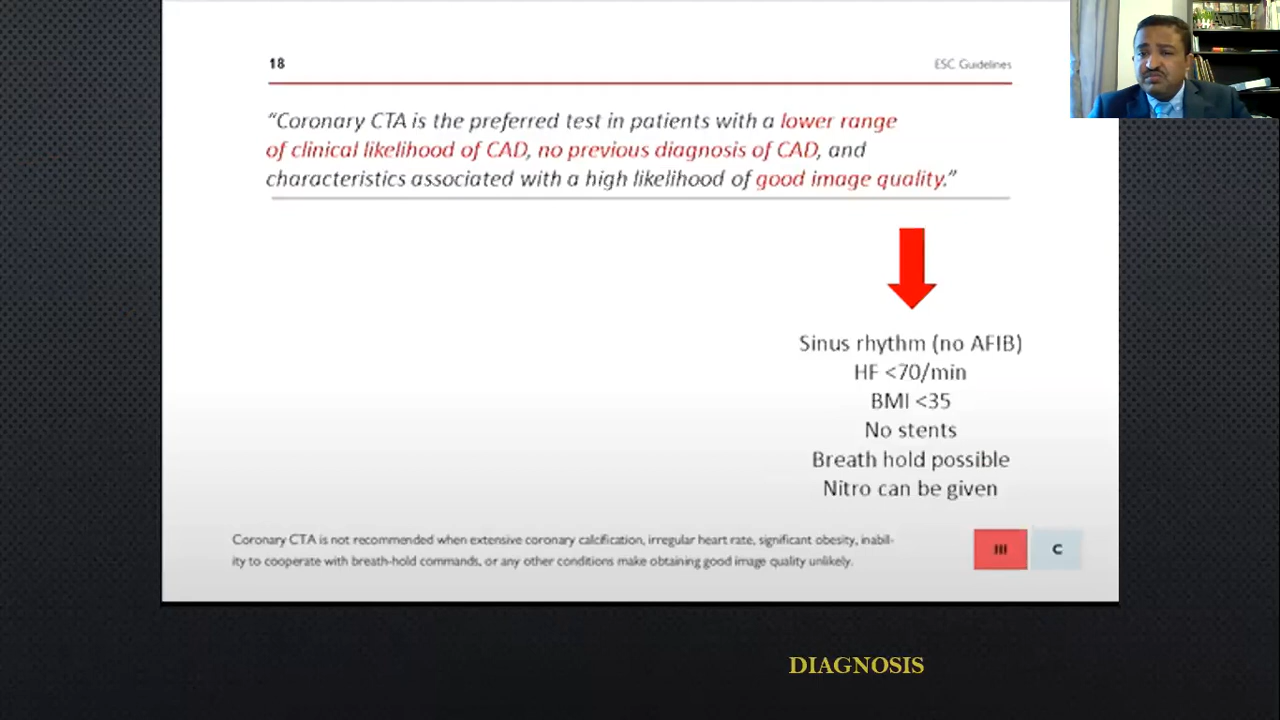 18
ESC Guidelines
“Coronary CTA is the preferred test in patients with a lower range
of clinical likelihood of CAD, no previous diagnosis of CAD, and
characteristics associated with a high likelihood of good image quality.”
Sinus rhythm (no AFIB)
HF <70/min
BMI <35
No stents
Breath hold possible
Nitro can be given
Coronary CTA is not recommended when extensive coronary calcification, irregular heart rate, significant obesity, inabil-
ity to cooperate with breath-hold commands, or any other conditions make obtaining good image quality unlikely.
III
C
DIAGNOSIS